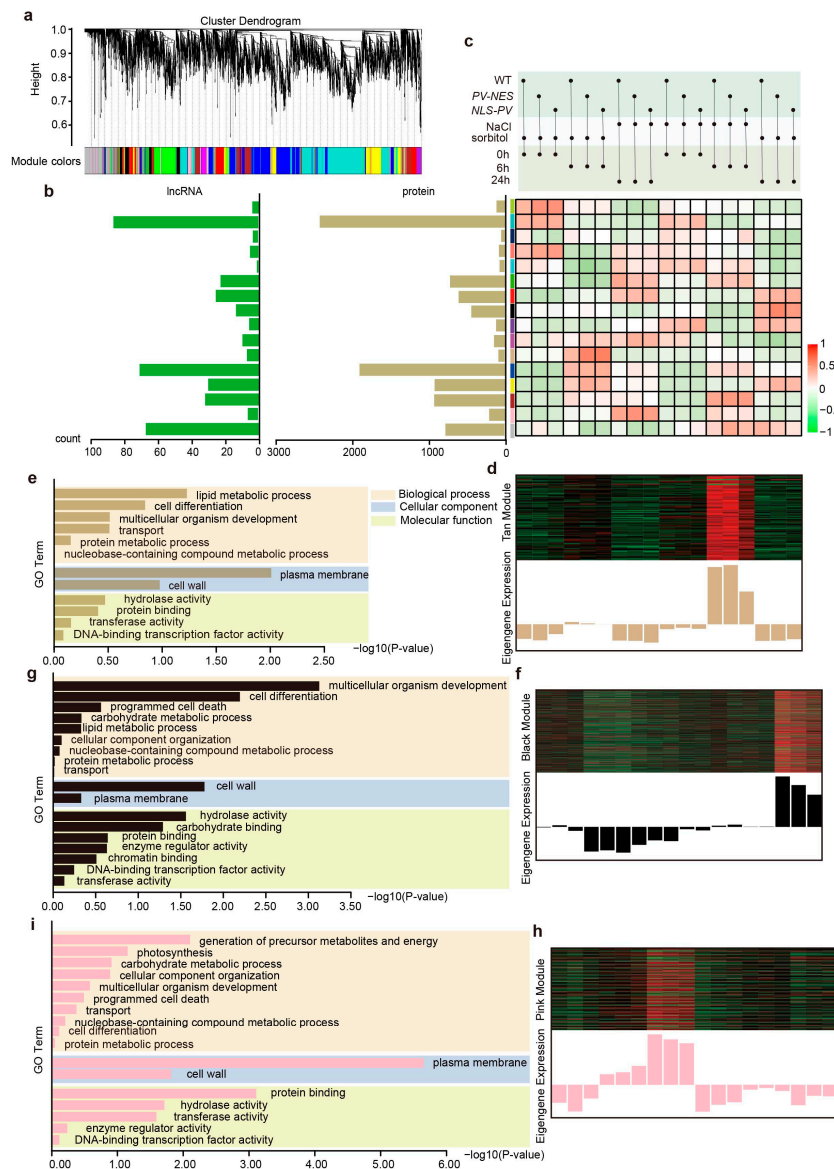 a
Cluster Dendrogram
Height
1.0
0.9
0.8
0.7
0.6
Module colors
c
WT
PV-NES
NLS-PV
NaCl
sorbitol
0h
6h
24h
b
lncRNA
protein
count
100
80
60
40
20
0
3000
2000
1000
0
1
0.5
0
−0.5
−1
e
GO Term
lipid metabolic process
cell differentiation
multicellular organism development
transport
protein metabolic process
nucleobase-containing compound metabolic process
plasma membrane
cell wall
hydrolase activity
protein binding
transferase activity
DNA-binding transcription factor activity
0.00
0.50
1.00
1.50
2.00
2.50
−log10(P-value)
Biological process
Cellular component
Molecular function
d
Tan Module
Eigengene Expression
g
GO Term
multicellular organism development
cell differentiation
programmed cell death
carbohydrate metabolic process
lipid metabolic process
cellular component organization
nucleobase-containing compound metabolic process
protein metabolic process
transport
cell wall
plasma membrane
hydrolase activity
carbohydrate binding
protein binding
enzyme regulator activity
chromatin binding
DNA-binding transcription factor activity
transferase activity
0.00
0.50
1.00
1.50
2.00
2.50
3.00
3.50
−log10(P-value)
f
Black Module
Eigengene Expression
i
GO Term
generation of precursor metabolites and energy
photosynthesis
carbohydrate metabolic process
cellular component organization
multicellular organism development
programmed cell death
transport
nucleobase-containing compound metabolic process
cell differentiation
protein metabolic process
plasma membrane
cell wall
protein binding
hydrolase activity
transferase activity
enzyme regulator activity
DNA-binding transcription factor activity
0.00
1.00
2.00
3.00
4.00
5.00
6.00
−log10(P-value)
h
Pink Module
Eigengene Expression